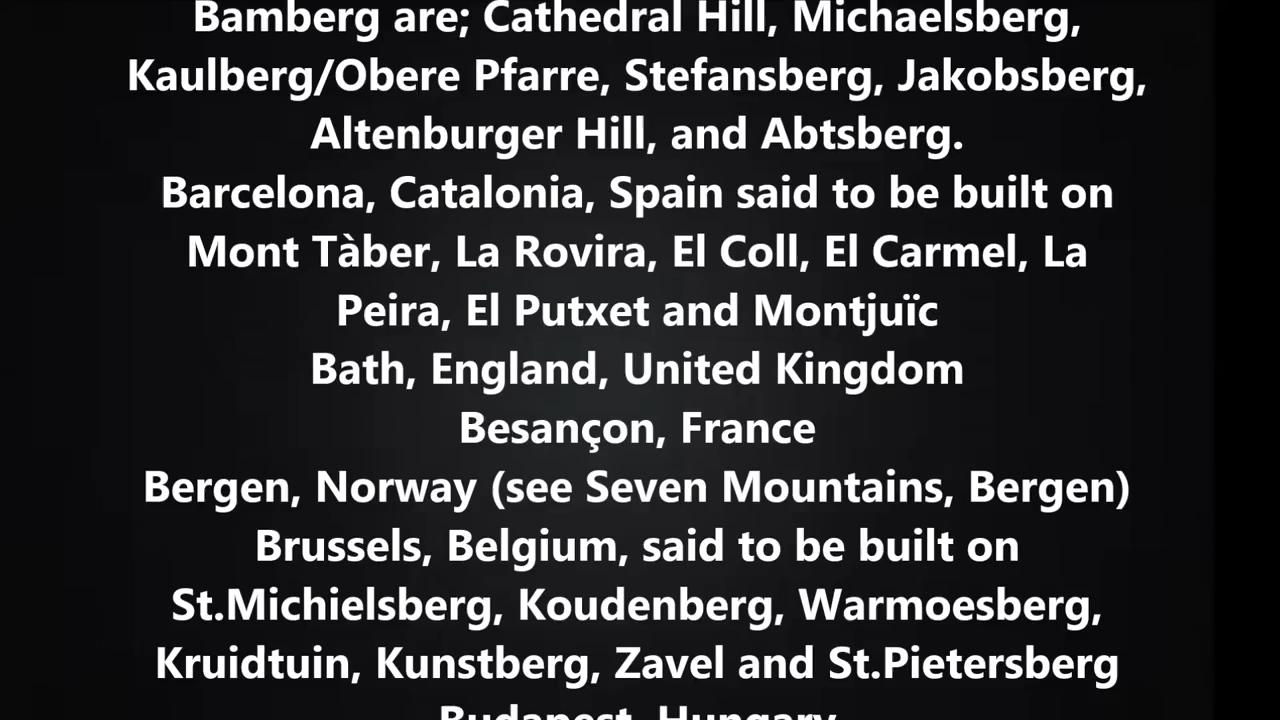 Bamberg are; Cathedral Hill, Michaelsberg,
Kaulberg/Obere Pfarre, Stefansberg, Jakobsberg,
Altenburger Hill, and Abtsberg.
Barcelona, Catalonia, Spain said to be built on
Mont Tàber, La Rovira, El Coll, El Carmel, La
Peira, El Putxet and Montjuïc
Bath, England, United Kingdom
Besançon, France
Bergen, Norway (see Seven Mountains, Bergen)
Brussels, Belgium, said to be built on
St.Michielsberg, Koudenberg, Warmoesberg,
Kruidtuin, Kunstberg, Zavel and St.Pietersberg
Budapest, Hungary